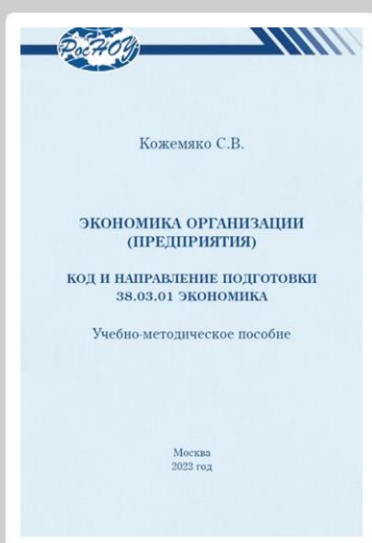 РосНОУ
Кожемяко С.В.
ЭКОНОМИКА ОРГАНИЗАЦИИ
(ПРЕДПРИЯТИЯ)
КОД И НАПРАВЛЕНИЕ ПОДГОТОВКИ
38.03.01 ЭКОНОМИКА
Учебно-методическое пособие
Москва
2023 год